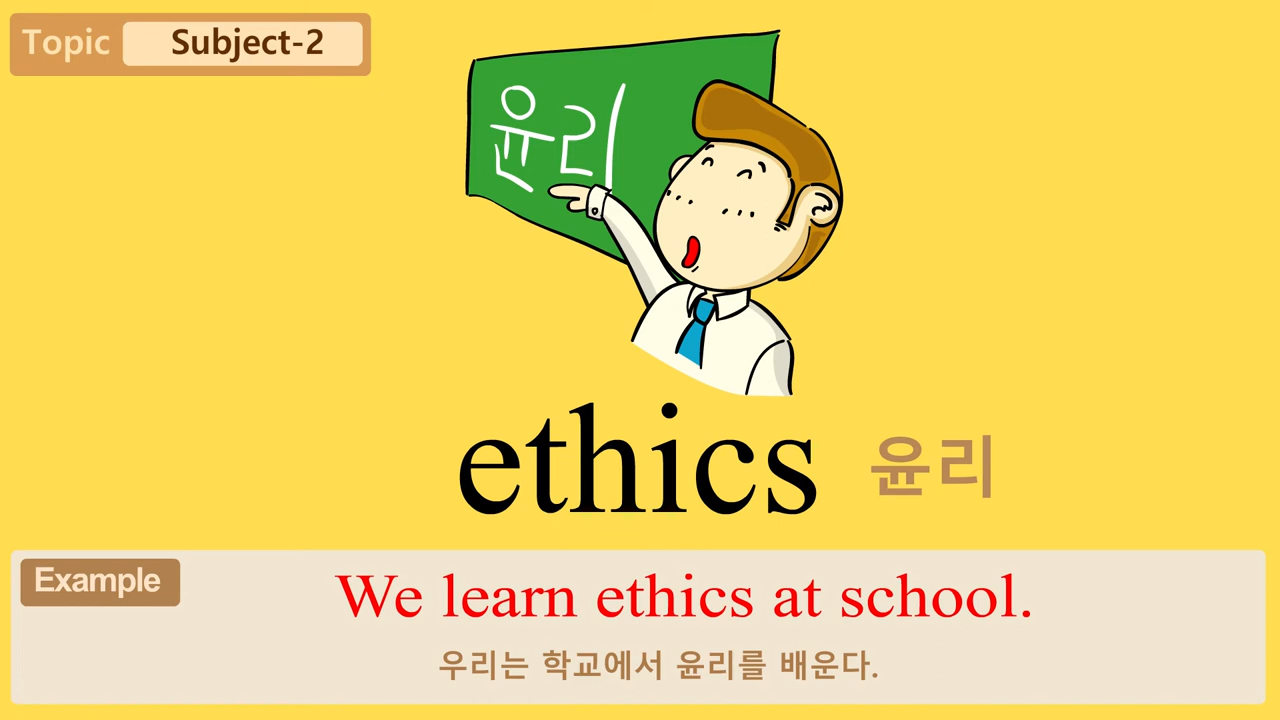 Topic Subject-2
윤리
ethics 윤리
Example
We learn ethics at school.
우리는 학교에서 윤리를 배운다.